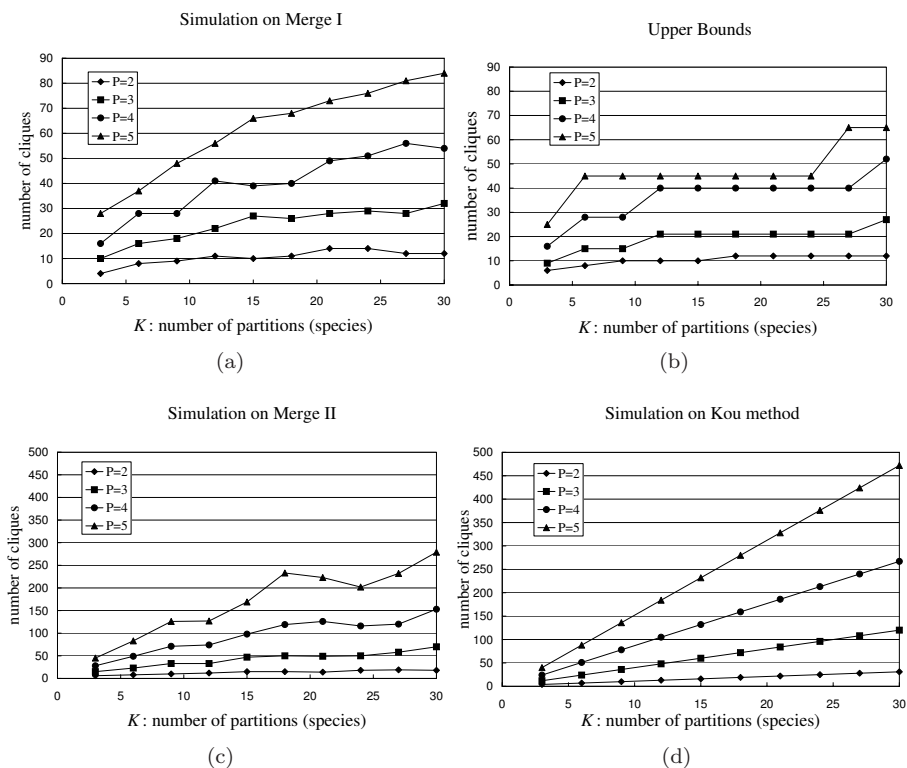 Simulation on Merge I
90
80
70
60
50
40
30
20
10
0
number of cliques
P=2
P=3
P=4
P=5
0 5 10 15 20 25 30
K : number of partitions (species)
(a)
Upper Bounds
90
80
70
60
50
40
30
20
10
0
number of cliques
P=2
P=3
P=4
P=5
0 5 10 15 20 25 30
K : number of partitions (species)
(b)
Simulation on Merge II
500
450
400
350
300
250
200
150
100
50
0
number of cliques
P=2
P=3
P=4
P=5
0 5 10 15 20 25 30
K : number of partitions (species)
(c)
Simulation on Kou method
500
450
400
350
300
250
200
150
100
50
0
number of cliques
P=2
P=3
P=4
P=5
0 5 10 15 20 25 30
K : number of partitions (species)
(d)